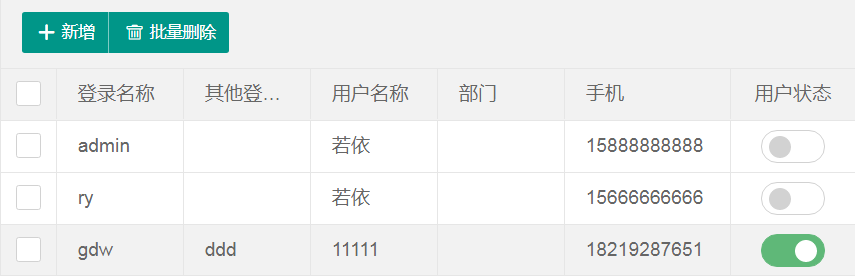 新增 批量删除
登录名称 其他登... 用户名称 部门 手机 用户状态
admin 若依 15888888888
ry 若依 15666666666
gdw ddd 11111 18219287651